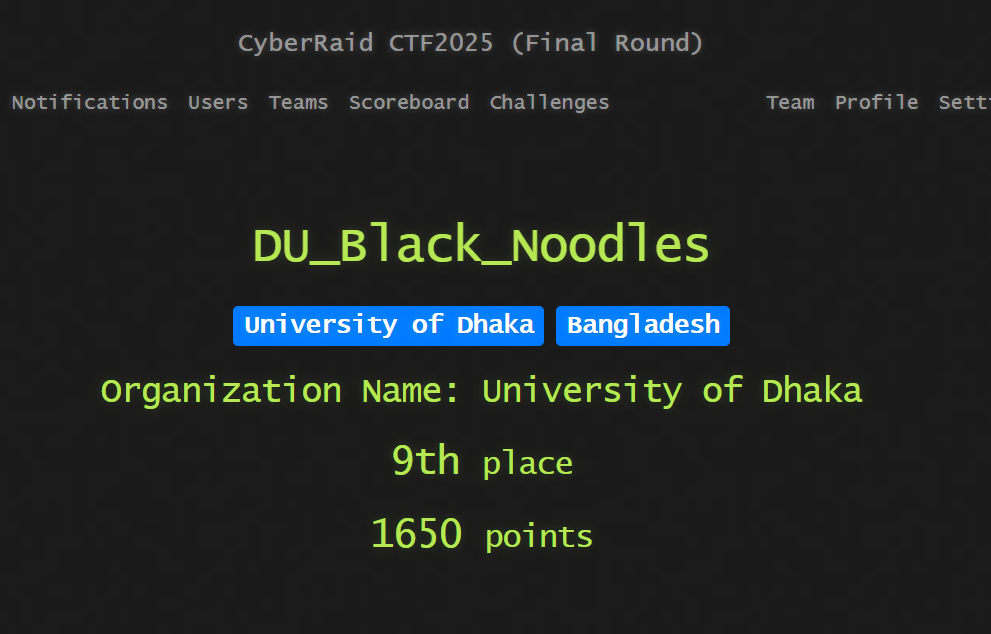 CyberRaid CTF2025 (Final Round)
Notifications Users Teams Scoreboard Challenges Team Profile
DU_Black_Noodles
University of Dhaka Bangladesh
Organization Name: University of Dhaka
9th place
1650 points